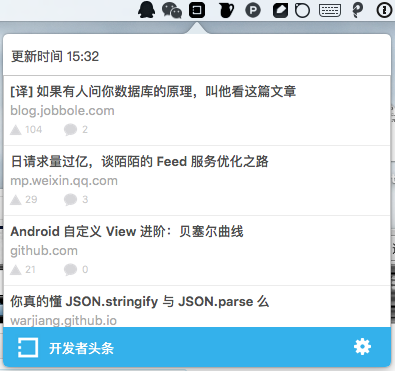 更新时间 15:32
[译] 如果有人问你数据库的原理，叫他看这篇文章
blog.jobbole.com
104 2
日请求量过亿，谈陌陌的 Feed 服务优化之路
mp.weixin.qq.com
29 3
Android 自定义 View 进阶：贝塞尔曲线
github.com
21 0
你真的懂 JSON.stringify 与 JSON.parse 么
warjiang.github.io
开发者头条